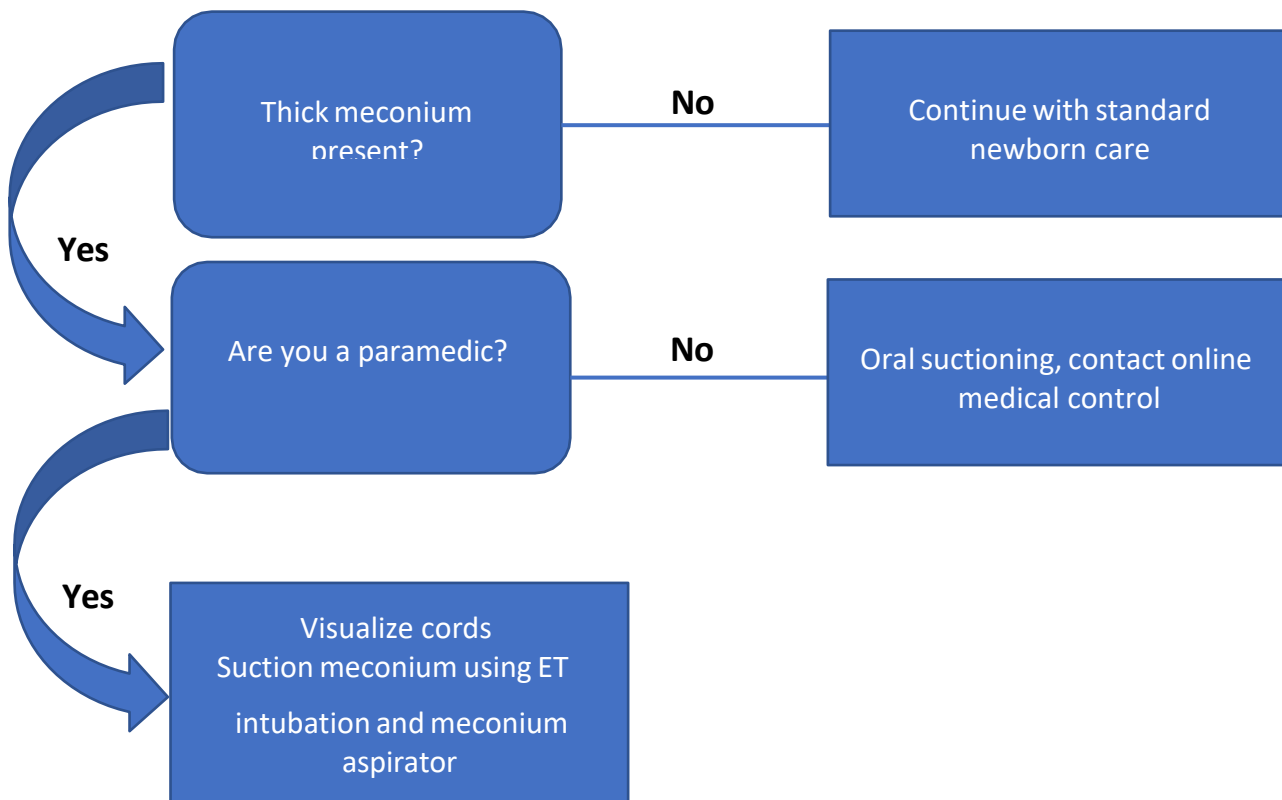 Thick meconium
present?
No
Continue with standard
newborn care
Yes
Are you a paramedic?
No
Oral suctioning, contact online
medical control
Yes
Visualize cords
Suction meconium using ET
intubation and meconium
aspirator